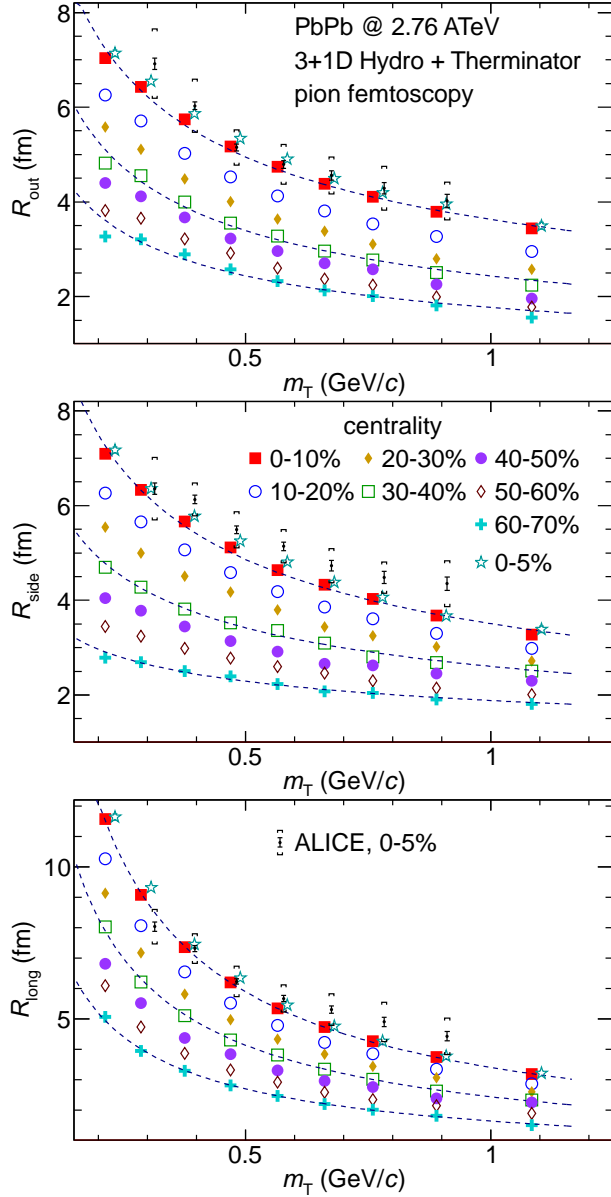 PbPb @ 2.76 ATeV
3+1D Hydro + Therminator
pion femtoscopy
8
6
4
2
R_out (fm)
0.5 1
m_T (GeV/c)
centrality
0-10% 20-30% 40-50%
10-20% 30-40% 50-60%
60-70%
0-5%
8
6
4
2
R_side (fm)
0.5 1
m_T (GeV/c)
ALICE, 0-5%
10
5
R_long (fm)
0.5 1
m_T (GeV/c)